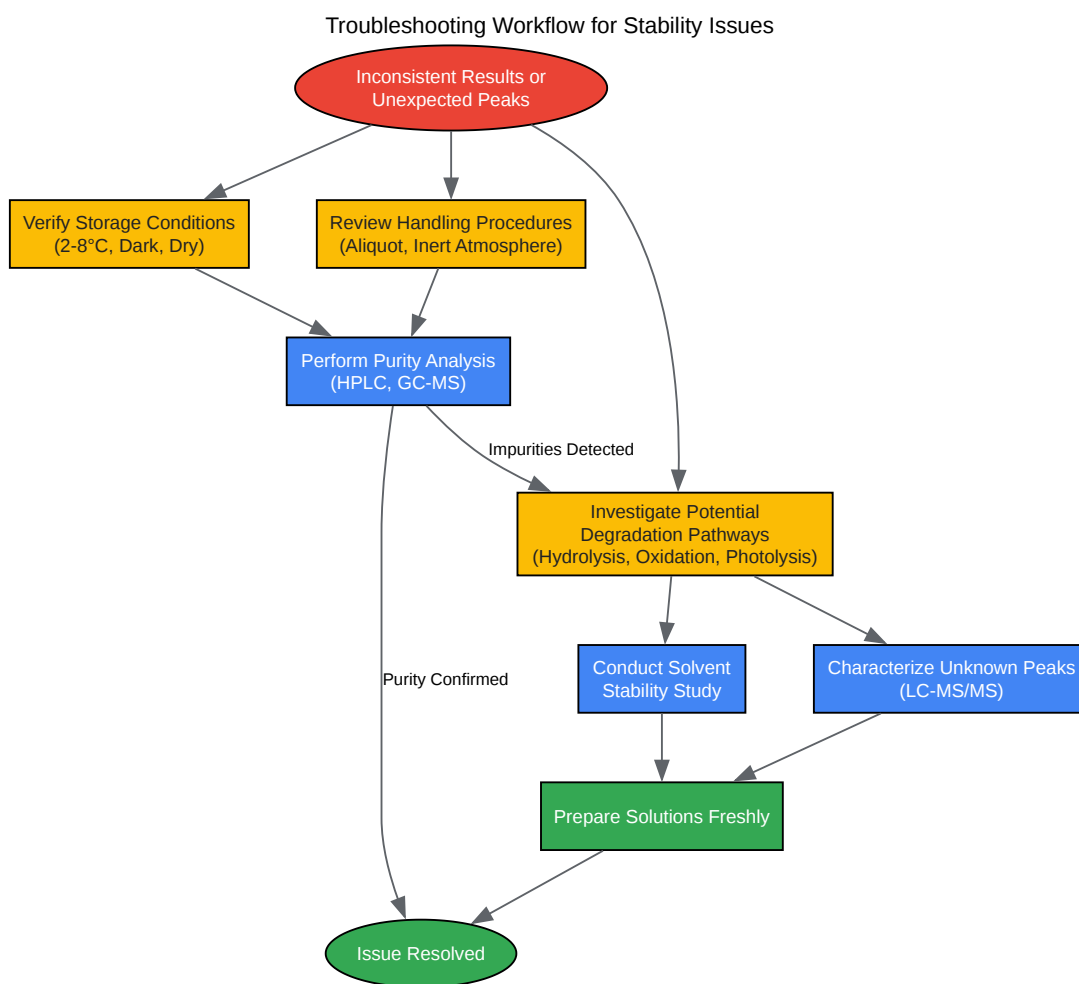 Troubleshooting Workflow for Stability Issues
Inconsistent Results or
Unexpected Peaks
Verify Storage Conditions
(2-8°C, Dark, Dry)
Review Handling Procedures
(Aliquot, Inert Atmosphere)
Perform Purity Analysis
(HPLC, GC-MS)
Impurities Detected
Investigate Potential
Degradation Pathways
(Hydrolysis, Oxidation, Photolysis)
Purity Confirmed
Conduct Solvent
Stability Study
Characterize Unknown Peaks
(LC-MS/MS)
Prepare Solutions Freshly
Issue Resolved